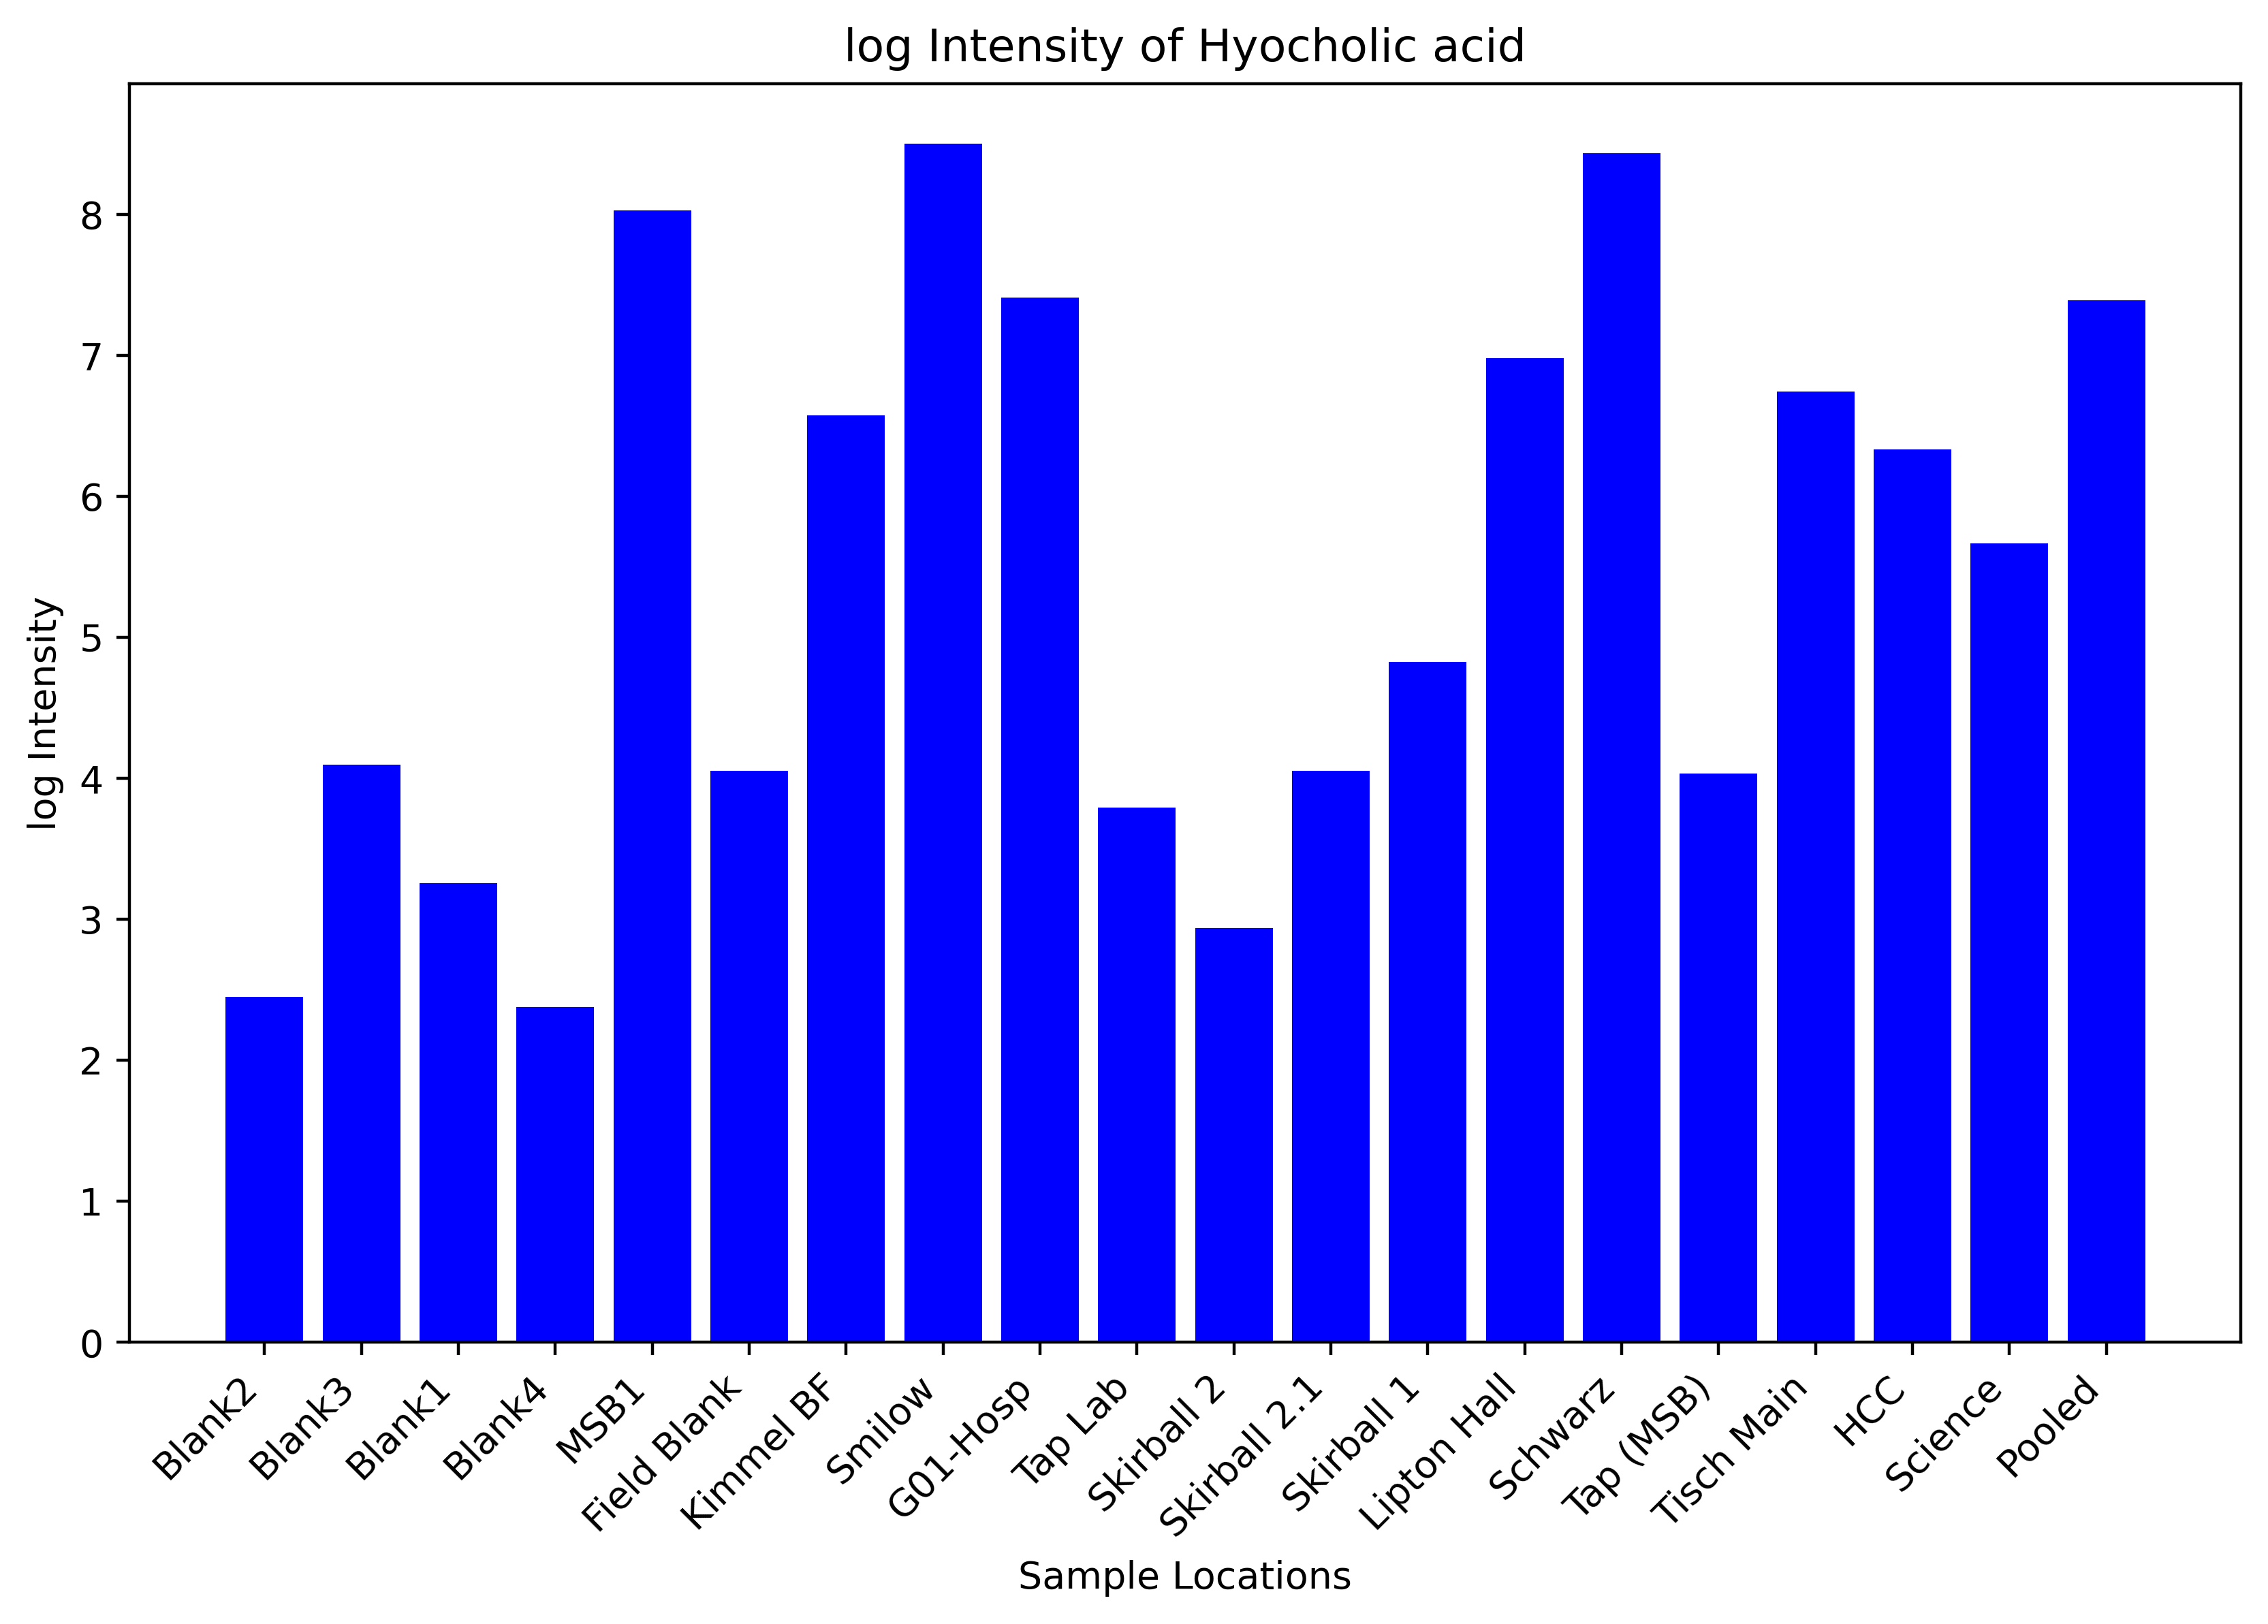 log Intensity of Hyocholic acid
log Intensity
8
7
6
5
4
3
2
1
0
Blank2
Blank3
Blank1
Blank4
MSB1
Field Blank
Kimmel BF
Smilow
G01-Hosp
Tap Lab
Skirball 2
Skirball 2.1
Skirball 1
Lipton Hall
Schwarz
Tap (MSB)
Tisch Main
HCC
Science
Pooled
Sample Locations